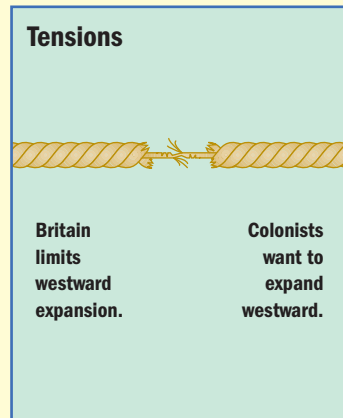 Tensions
Britain
limits
westward
expansion.
Colonists
want to
expand
westward.